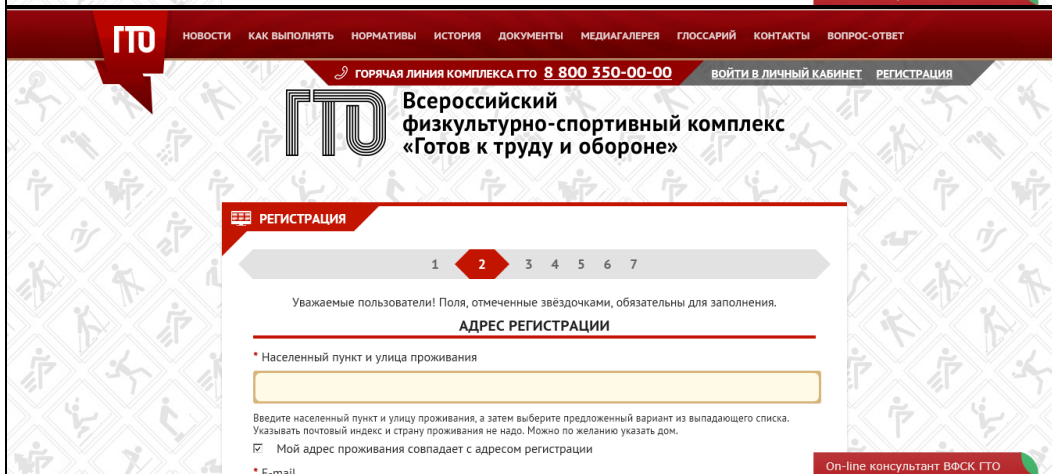 ГТО НОВОСТИ КАК ВЫПОЛНЯТЬ НОРМАТИВЫ ИСТОРИЯ ДОКУМЕНТЫ МЕДИАГАЛЕРЕЯ ГЛОССАРИЙ КОНТАКТЫ ВОПРОС-ОТВЕТ
ГОРЯЧАЯ ЛИНИЯ КОМПЛЕКСА ГТО 8 800 350-00-00 ВОЙТИ В ЛИЧНЫЙ КАБИНЕТ РЕГИСТРАЦИЯ
ГТО
Всероссийский
физкультурно-спортивный комплекс
«Готов к труду и обороне»
РЕГИСТРАЦИЯ
1 2 3 4 5 6 7
Уважаемые пользователи! Поля, отмеченные звёздочками, обязательны для заполнения.
АДРЕС РЕГИСТРАЦИИ
* Населенный пункт и улица проживания
Введите населенный пункт и улицу проживания, а затем выберите предложенный вариант из выпадающего списка.
Указывать почтовый индекс и страну проживания не надо. Можно по желанию указать дом.
Мой адрес проживания совпадает с адресом регистрации
* E-mail
On-line консультант ВФСК ГТО